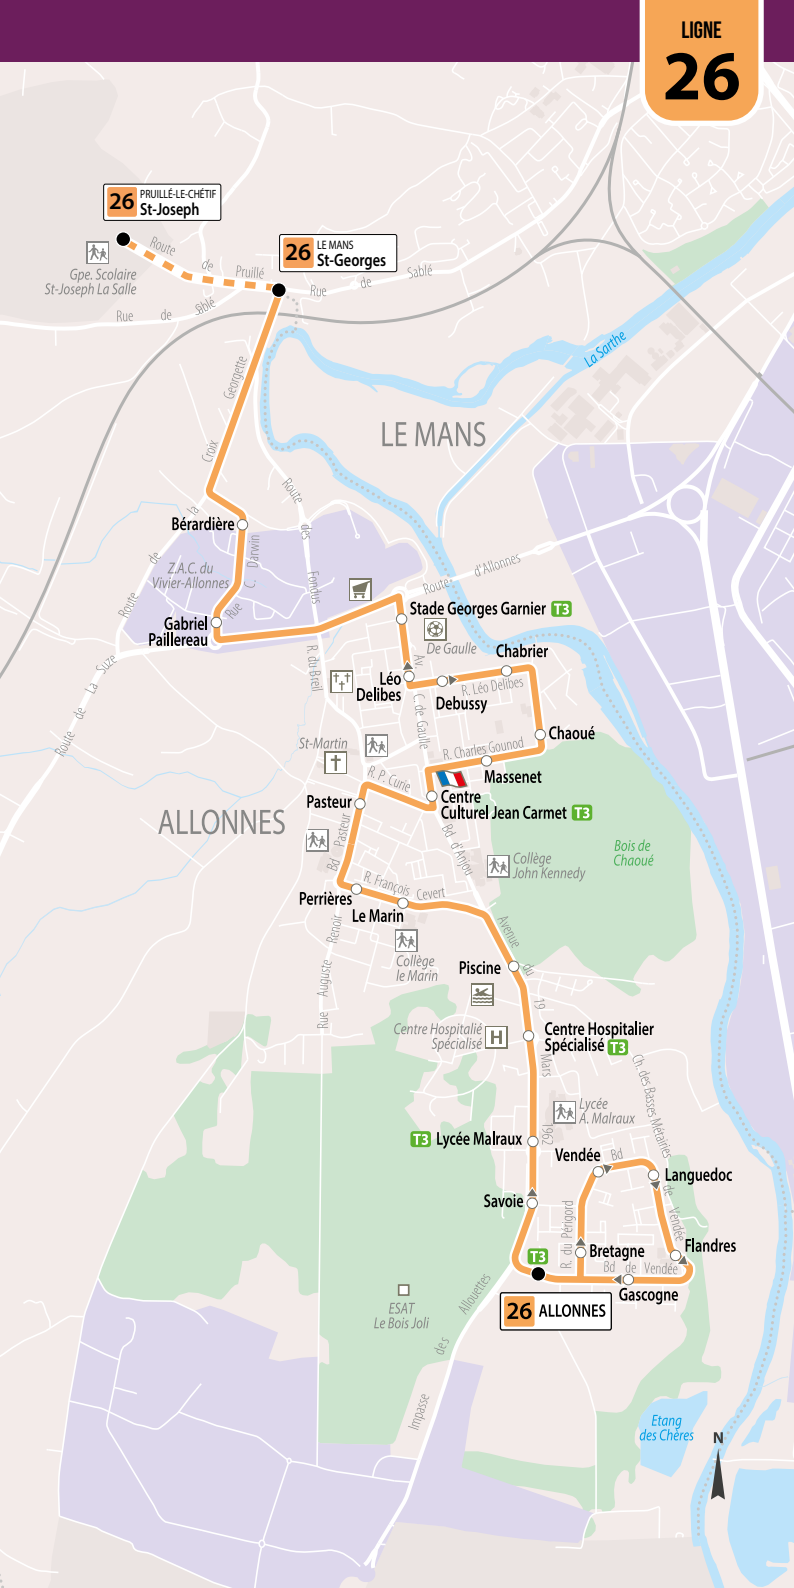 LIGNE
26
26 PRUILLÉ-LE-CHÉTIF
St-Joseph
26 LE MANS
St-Georges
Route de Pruillé
Gpe. Scolaire
St-Joseph La Salle
Rue de Sablé
Rue de Sablé
La Sarthe
Croix Georgette
LE MANS
Route des Fondus
Bérardière
Route de la
Z.A.C. du
Vivier-Allonnes
Rue C. Darwin
Route d'Allonnes
Gabriel
Paillereau
Stade Georges Garnier T3
De Gaulle
Chabrier
R. du Breil
Av. C. de Gaulle
Léo
Delibes
R. Léo Delibes
Debussy
Route de La Suze
Chaoué
St-Martin
R. Charles Gounod
Massenet
R. P. Curie
Centre
Culturel Jean Carmet T3
Pasteur
ALLONNES
Bd Pasteur
Bd d'Anjou
Bois de
Chaoué
Collège
John Kennedy
R. François Cevert
Perrières
Le Marin
Rue Auguste Renoir
Avenue du 19 Mars 1962
Collège
le Marin
Piscine
Centre Hospitalié
Spécialisé
H
Centre Hospitalier
Spécialisé T3
Ch. des Basses Métairies
Lycée
A. Malraux
T3 Lycée Malraux
Vendée
Bd de Vendée
Languedoc
Savoie
R. du Périgord
Flandres
T3
Bretagne
Bd de Vendée
Gascogne
26 ALLONNES
ESAT
Le Bois Joli
Impasse des Allouettes
Etang
des Chères
N